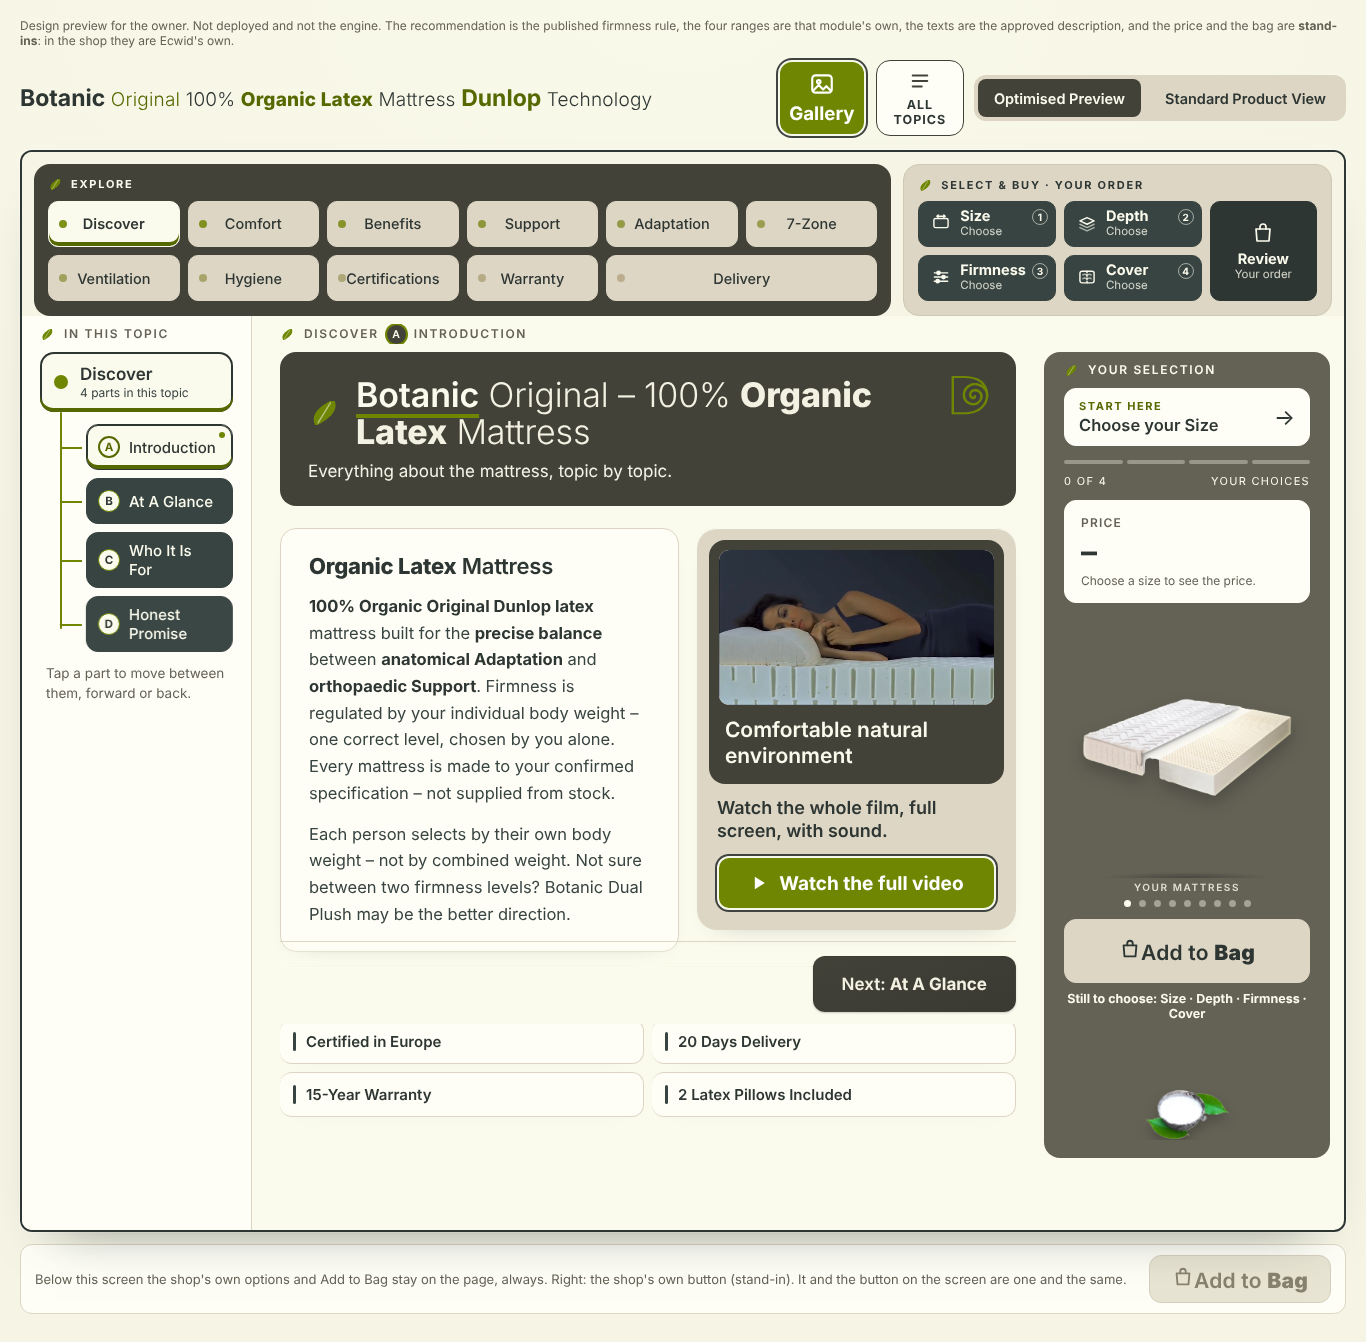 Design preview for the owner. Not deployed and not the engine. The recommendation is the published firmness rule, the four ranges are that module's own, the texts are the approved description, and the price and the bag are stand-
ins: in the shop they are Ecwid's own.
Botanic Original 100% Organic Latex Mattress Dunlop Technology
Gallery
ALL
TOPICS
Optimised Preview
Standard Product View
EXPLORE
Discover
Comfort
Benefits
Support
Adaptation
7-Zone
Ventilation
Hygiene
Certifications
Warranty
Delivery
SELECT & BUY · YOUR ORDER
Size
Choose
1
Depth
Choose
2
Firmness
Choose
3
Cover
Choose
4
Review
Your order
IN THIS TOPIC
Discover
4 parts in this topic
A Introduction
B At A Glance
C Who It Is
For
D Honest
Promise
Tap a part to move between
them, forward or back.
DISCOVER A INTRODUCTION
Botanic Original – 100% Organic
Latex Mattress
Everything about the mattress, topic by topic.
Organic Latex Mattress
100% Organic Original Dunlop latex
mattress built for the precise balance
between anatomical Adaptation and
orthopaedic Support. Firmness is
regulated by your individual body weight –
one correct level, chosen by you alone.
Every mattress is made to your confirmed
specification – not supplied from stock.
Each person selects by their own body
weight – not by combined weight. Not sure
between two firmness levels? Botanic Dual
Plush may be the better direction.
Comfortable natural
environment
Watch the whole film, full
screen, with sound.
Watch the full video
Next: At A Glance
Certified in Europe
20 Days Delivery
15-Year Warranty
2 Latex Pillows Included
YOUR SELECTION
START HERE
Choose your Size
0 OF 4
YOUR CHOICES
PRICE
–
Choose a size to see the price.
YOUR MATTRESS
Add to Bag
Still to choose: Size · Depth · Firmness ·
Cover
Below this screen the shop's own options and Add to Bag stay on the page, always. Right: the shop's own button (stand-in). It and the button on the screen are one and the same.
Add to Bag